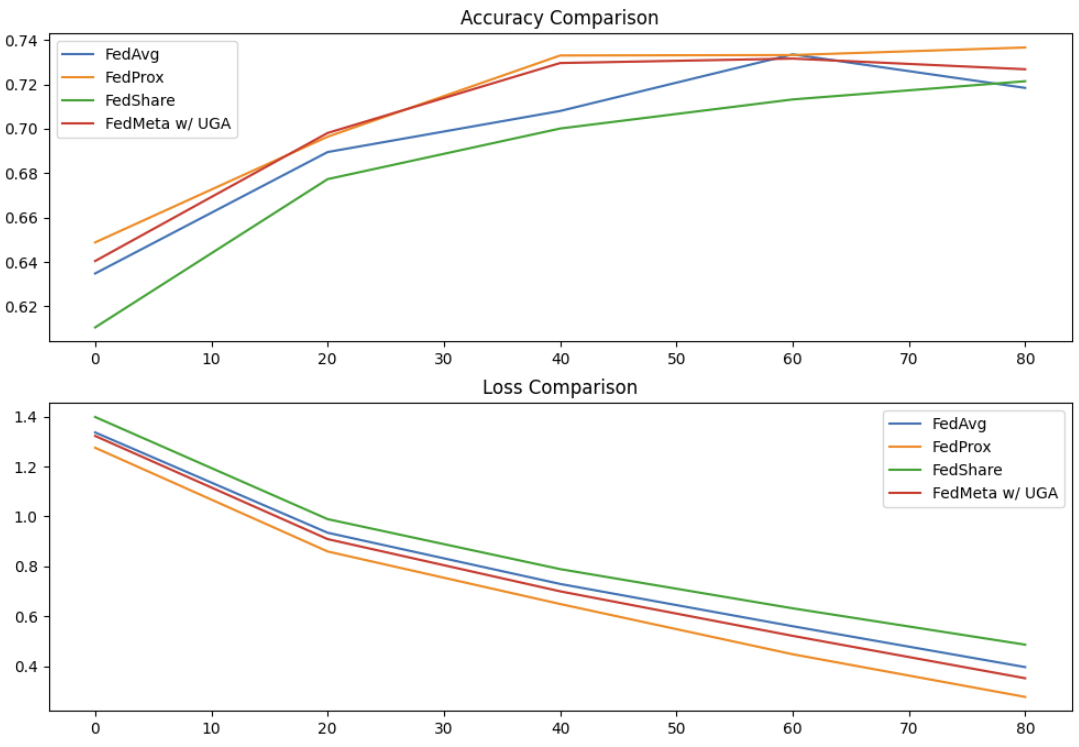 Accuracy Comparison
0.74
0.72
0.70
0.68
0.66
0.64
0.62
FedAvg
FedProx
FedShare
FedMeta w/ UGA
0 10 20 30 40 50 60 70 80
Loss Comparison
1.4
1.2
1.0
0.8
0.6
0.4
FedAvg
FedProx
FedShare
FedMeta w/ UGA
0 10 20 30 40 50 60 70 80